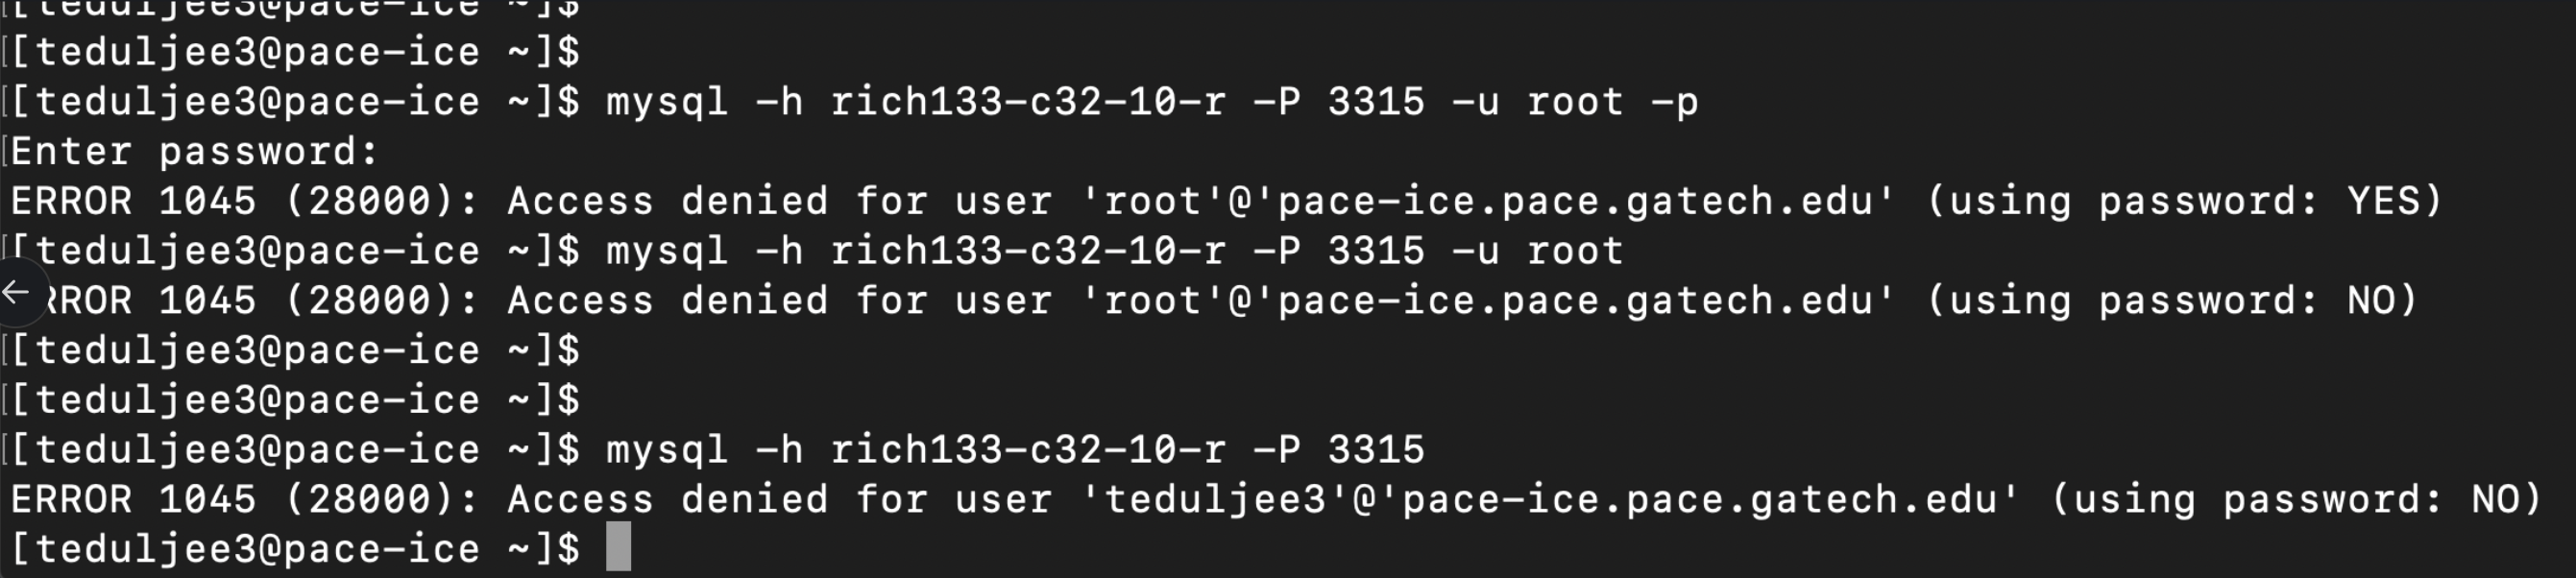 [[teduljee3@pace-ice ~]$
[[teduljee3@pace-ice ~]$
[[teduljee3@pace-ice ~]$ mysql -h rich133-c32-10-r -P 3315 -u root -p
[Enter password:
ERROR 1045 (28000): Access denied for user 'root'@'pace-ice.pace.gatech.edu' (using password: YES)
[[teduljee3@pace-ice ~]$ mysql -h rich133-c32-10-r -P 3315 -u root
RROR 1045 (28000): Access denied for user 'root'@'pace-ice.pace.gatech.edu' (using password: NO)
[[teduljee3@pace-ice ~]$
[[teduljee3@pace-ice ~]$
[[teduljee3@pace-ice ~]$ mysql -h rich133-c32-10-r -P 3315
ERROR 1045 (28000): Access denied for user 'teduljee3'@'pace-ice.pace.gatech.edu' (using password: NO)
[teduljee3@pace-ice ~]$